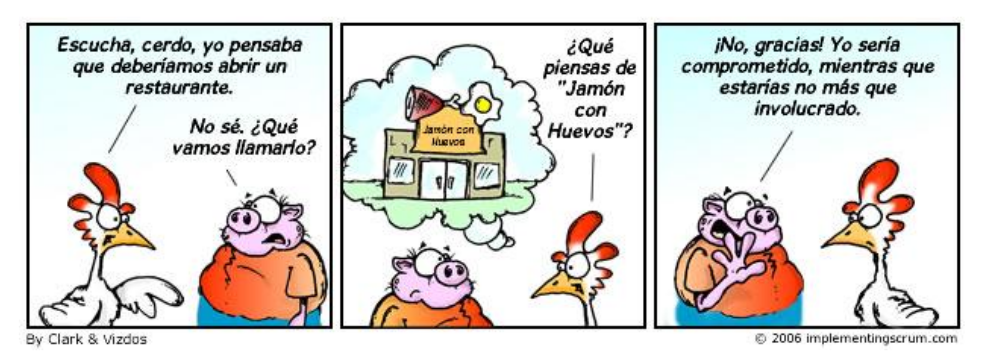 Escucha, cerdo, yo pensaba
que deberíamos abrir un
restaurante.
No sé. ¿Qué
vamos llamarlo?
¿Qué
piensas de
"Jamón
con
Huevos"?
Jamón con
Huevos
¡No, gracias! Yo sería
comprometido, mientras que
estarías no más que
involucrado.
By Clark & Vizdos
© 2006 implementingscrum.com